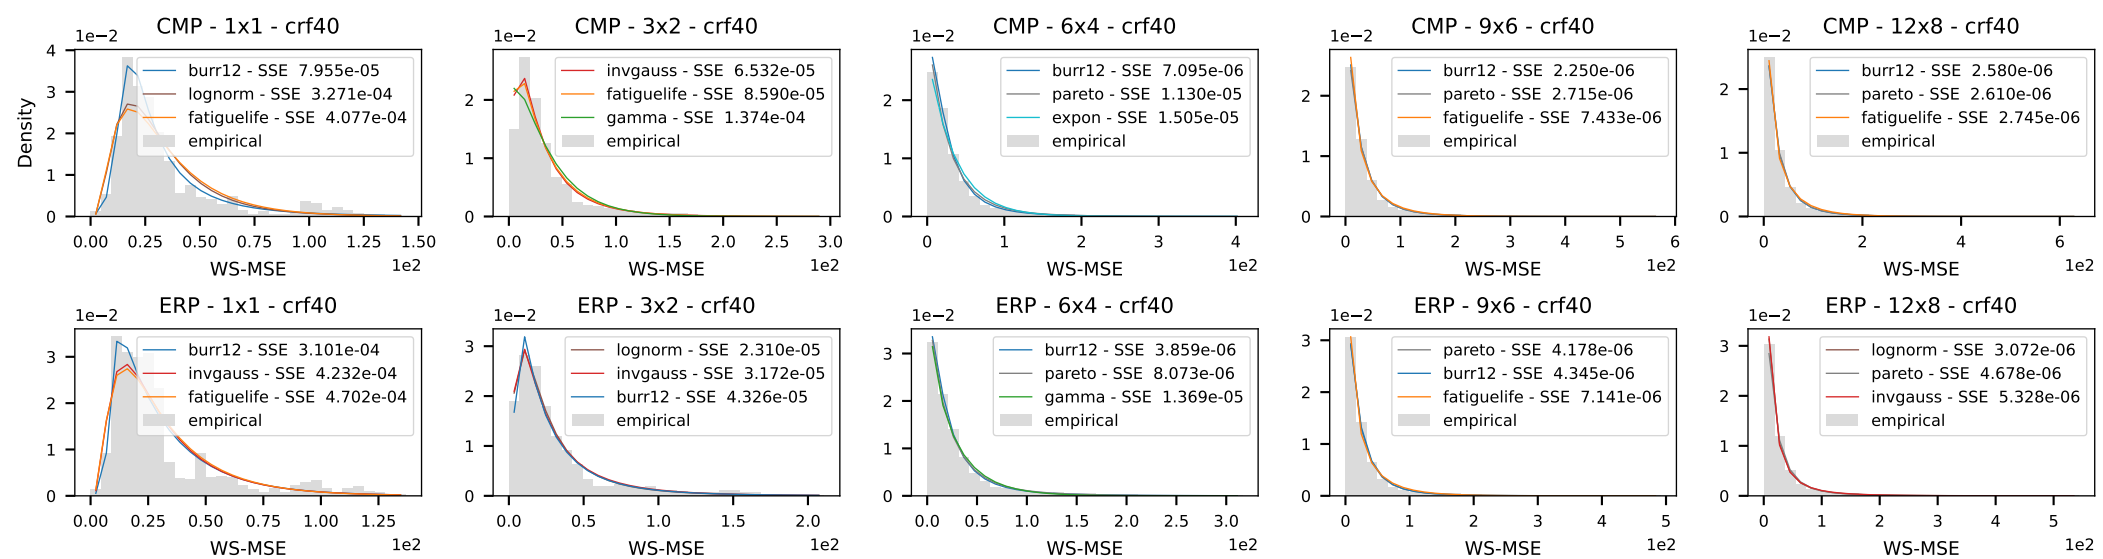 CMP - 1x1 - crf40
1e−2
Density
4
3
2
1
0
burr12 - SSE 7.955e-05
lognorm - SSE 3.271e-04
fatiguelife - SSE 4.077e-04
empirical
0.00 0.25 0.50 0.75 1.00 1.25 1.50
WS-MSE
1e2
CMP - 3x2 - crf40
1e−2
2
1
0
invgauss - SSE 6.532e-05
fatiguelife - SSE 8.590e-05
gamma - SSE 1.374e-04
empirical
0.0 0.5 1.0 1.5 2.0 2.5 3.0
WS-MSE
1e2
CMP - 6x4 - crf40
1e−2
2
1
0
burr12 - SSE 7.095e-06
pareto - SSE 1.130e-05
expon - SSE 1.505e-05
empirical
0 1 2 3 4
WS-MSE
1e2
CMP - 9x6 - crf40
1e−2
2
1
0
burr12 - SSE 2.250e-06
pareto - SSE 2.715e-06
fatiguelife - SSE 7.433e-06
empirical
0 1 2 3 4 5 6
WS-MSE
1e2
CMP - 12x8 - crf40
1e−2
2
1
0
burr12 - SSE 2.580e-06
pareto - SSE 2.610e-06
fatiguelife - SSE 2.745e-06
empirical
0 2 4 6
WS-MSE
1e2
ERP - 1x1 - crf40
1e−2
3
2
1
0
burr12 - SSE 3.101e-04
invgauss - SSE 4.232e-04
fatiguelife - SSE 4.702e-04
empirical
0.00 0.25 0.50 0.75 1.00 1.25
WS-MSE
1e2
ERP - 3x2 - crf40
1e−2
3
2
1
0
lognorm - SSE 2.310e-05
invgauss - SSE 3.172e-05
burr12 - SSE 4.326e-05
empirical
0.0 0.5 1.0 1.5 2.0
WS-MSE
1e2
ERP - 6x4 - crf40
1e−2
3
2
1
0
burr12 - SSE 3.859e-06
pareto - SSE 8.073e-06
gamma - SSE 1.369e-05
empirical
0.0 0.5 1.0 1.5 2.0 2.5 3.0
WS-MSE
1e2
ERP - 9x6 - crf40
1e−2
3
2
1
0
pareto - SSE 4.178e-06
burr12 - SSE 4.345e-06
fatiguelife - SSE 7.141e-06
empirical
0 1 2 3 4 5
WS-MSE
1e2
ERP - 12x8 - crf40
1e−2
3
2
1
0
lognorm - SSE 3.072e-06
pareto - SSE 4.678e-06
invgauss - SSE 5.328e-06
empirical
0 1 2 3 4 5
WS-MSE
1e2